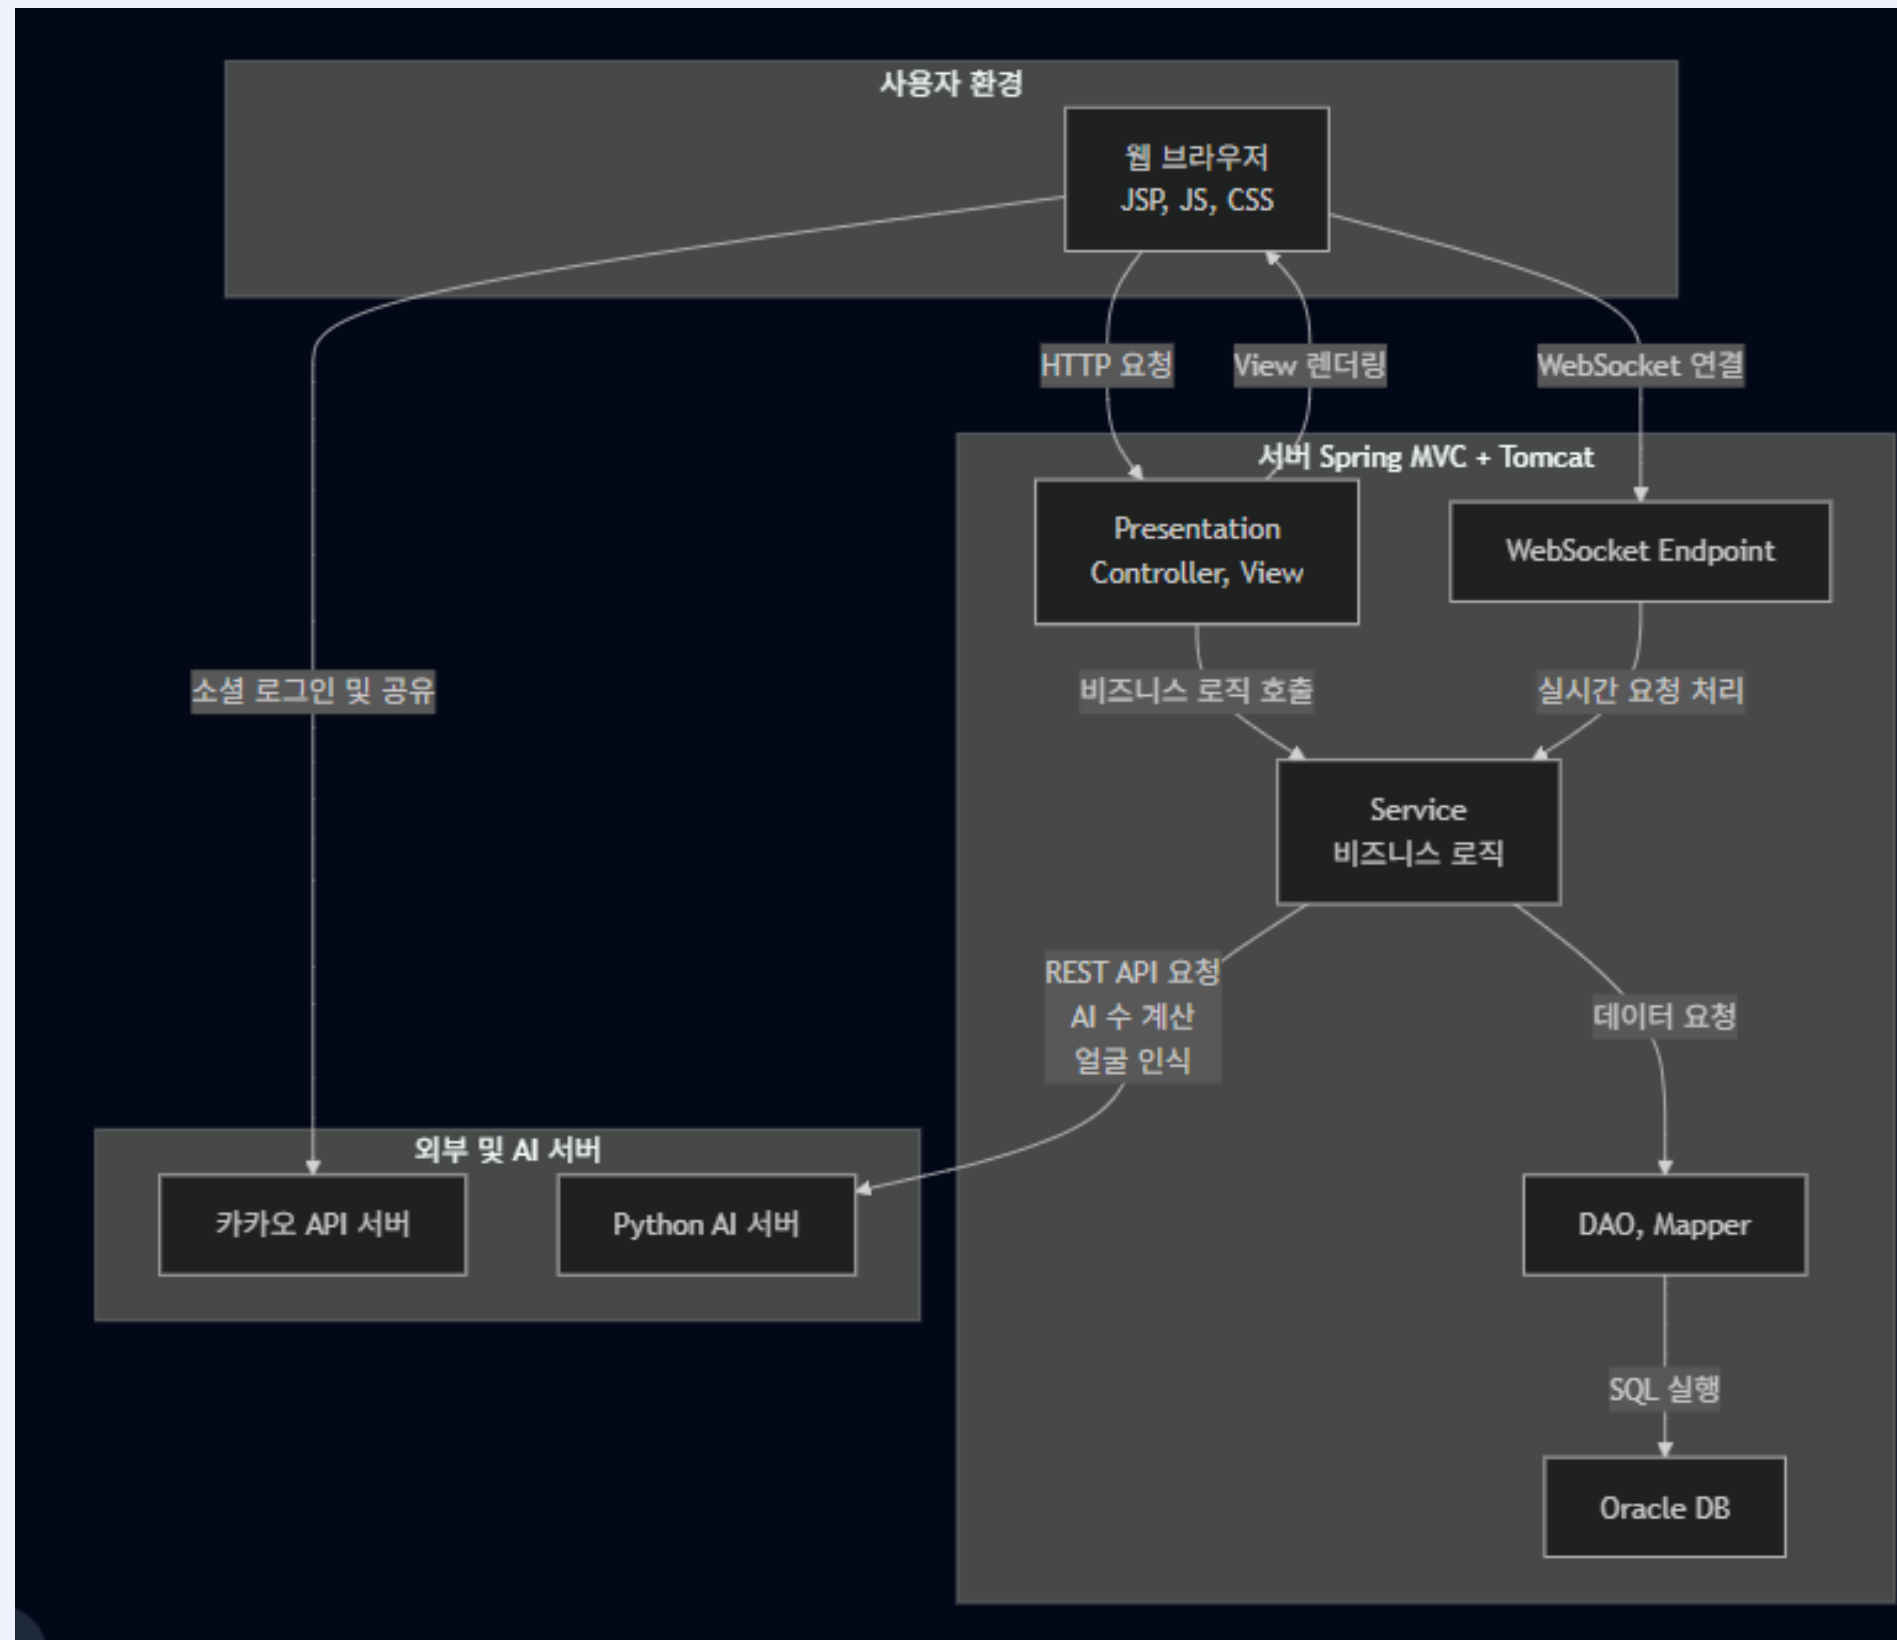 사용자 환경
웹 브라우저
JSP, JS, CSS
HTTP 요청
View 렌더링
WebSocket 연결
서버 Spring MVC + Tomcat
Presentation
Controller, View
WebSocket Endpoint
소셜 로그인 및 공유
비즈니스 로직 호출
실시간 요청 처리
Service
비즈니스 로직
REST API 요청
AI 수 계산
얼굴 인식
데이터 요청
외부 및 AI 서버
카카오 API 서버
Python AI 서버
DAO, Mapper
SQL 실행
Oracle DB